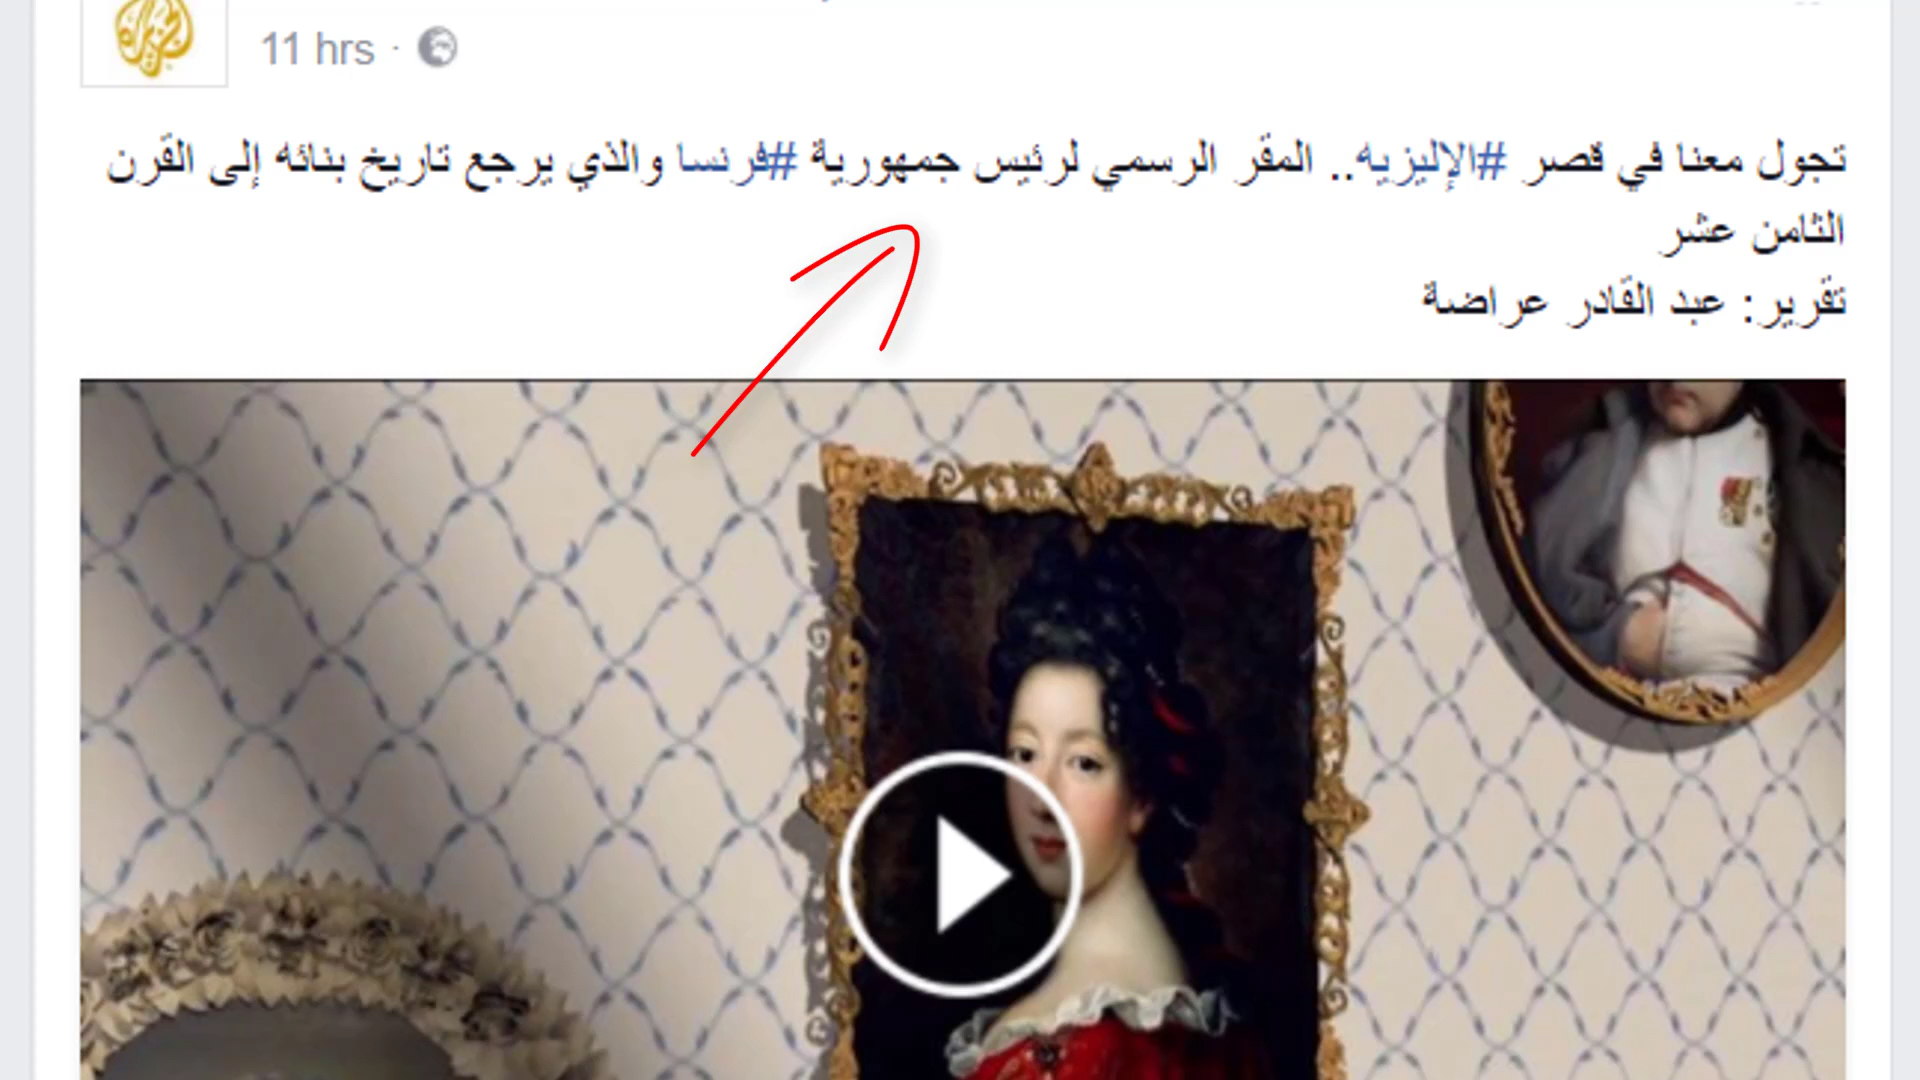 11 hrs ·
تجول معنا في قصر #الإليزيه.. المقر الرسمي لرئيس جمهورية #فرنسا والذي يرجع تاريخ بنائه إلى القرن
الثامن عشر
تقرير: عبد القادر عراضة